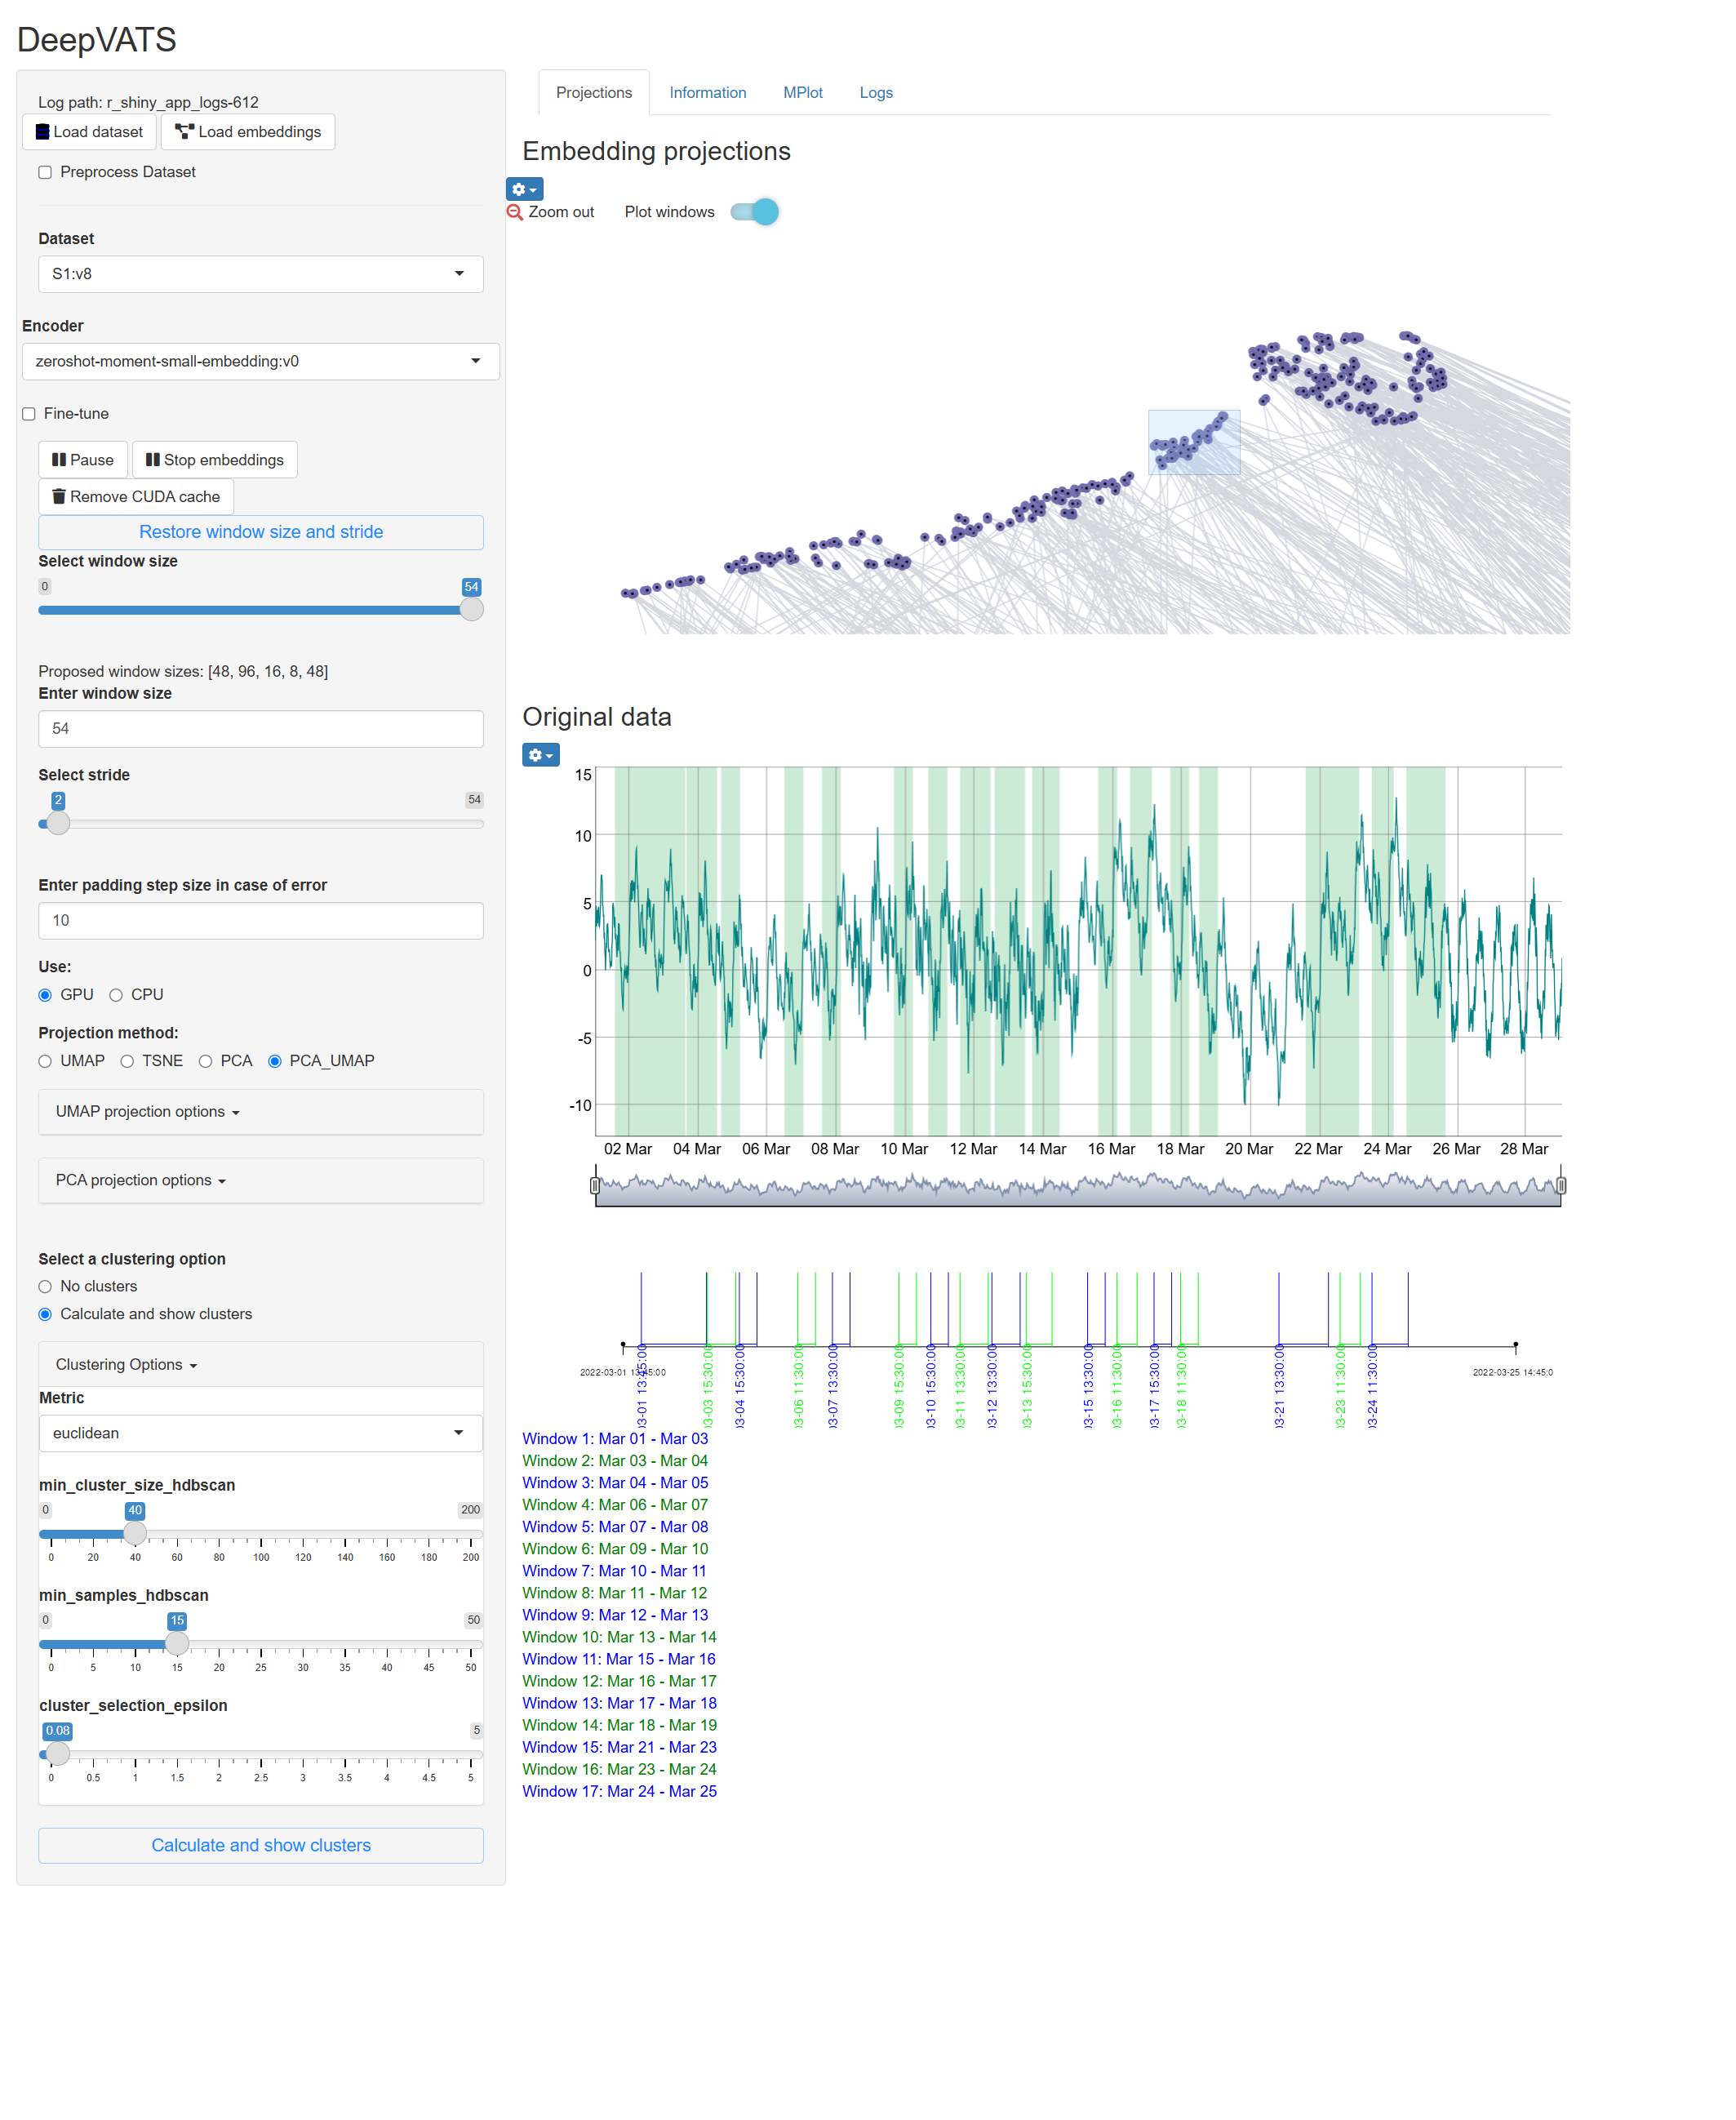 DeepVATS
Log path: r_shiny_app_logs-612
Load dataset
Load embeddings
Preprocess Dataset
Dataset
S1:v8
Encoder
zeroshot-moment-small-embedding:v0
Fine-tune
Pause
Stop embeddings
Remove CUDA cache
Restore window size and stride
Select window size
0
54
Proposed window sizes: [48, 96, 16, 8, 48]
Enter window size
54
Select stride
2
54
Enter padding step size in case of error
10
Use:
GPU CPU
Projection method:
UMAP TSNE PCA PCA_UMAP
UMAP projection options
PCA projection options
Select a clustering option
No clusters
Calculate and show clusters
Clustering Options
Metric
euclidean
min_cluster_size_hdbscan
0 40 200
0 20 40 60 80 100 120 140 160 180 200
min_samples_hdbscan
0 15 50
0 5 10 15 20 25 30 35 40 45 50
cluster_selection_epsilon
0.08 5
0 0.5 1 1.5 2 2.5 3 3.5 4 4.5 5
Calculate and show clusters
Projections Information MPlot Logs
Embedding projections
Zoom out Plot windows
Original data
15
10
5
0
-5
-10
02 Mar 04 Mar 06 Mar 08 Mar 10 Mar 12 Mar 14 Mar 16 Mar 18 Mar 20 Mar 22 Mar 24 Mar 26 Mar 28 Mar
2022-03-01 13:45:00
2022-03-25 14:45:0
3-01 13:45:00
3-03 15:30:00
3-04 15:30:00
3-06 11:30:00
3-07 13:30:00
3-09 15:30:00
3-10 15:30:00
3-11 13:30:00
3-12 13:30:00
3-13 15:30:00
3-15 13:30:00
3-16 11:30:00
3-17 15:30:00
3-18 11:30:00
3-21 13:30:00
3-23 11:30:00
3-24 11:30:00
Window 1: Mar 01 - Mar 03
Window 2: Mar 03 - Mar 04
Window 3: Mar 04 - Mar 05
Window 4: Mar 06 - Mar 07
Window 5: Mar 07 - Mar 08
Window 6: Mar 09 - Mar 10
Window 7: Mar 10 - Mar 11
Window 8: Mar 11 - Mar 12
Window 9: Mar 12 - Mar 13
Window 10: Mar 13 - Mar 14
Window 11: Mar 15 - Mar 16
Window 12: Mar 16 - Mar 17
Window 13: Mar 17 - Mar 18
Window 14: Mar 18 - Mar 19
Window 15: Mar 21 - Mar 23
Window 16: Mar 23 - Mar 24
Window 17: Mar 24 - Mar 25